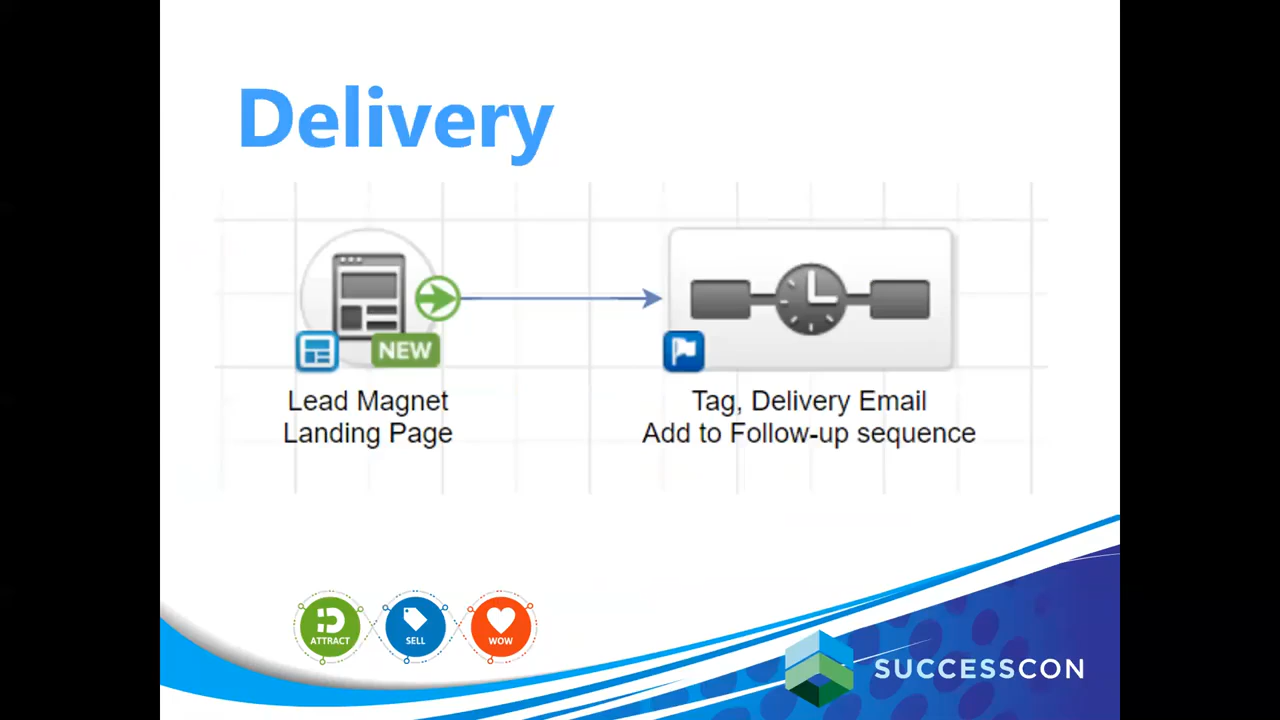 Delivery
NEW
Lead Magnet
Landing Page
Tag, Delivery Email
Add to Follow-up sequence
ATTRACT
SELL
WOW
SUCCESSCON